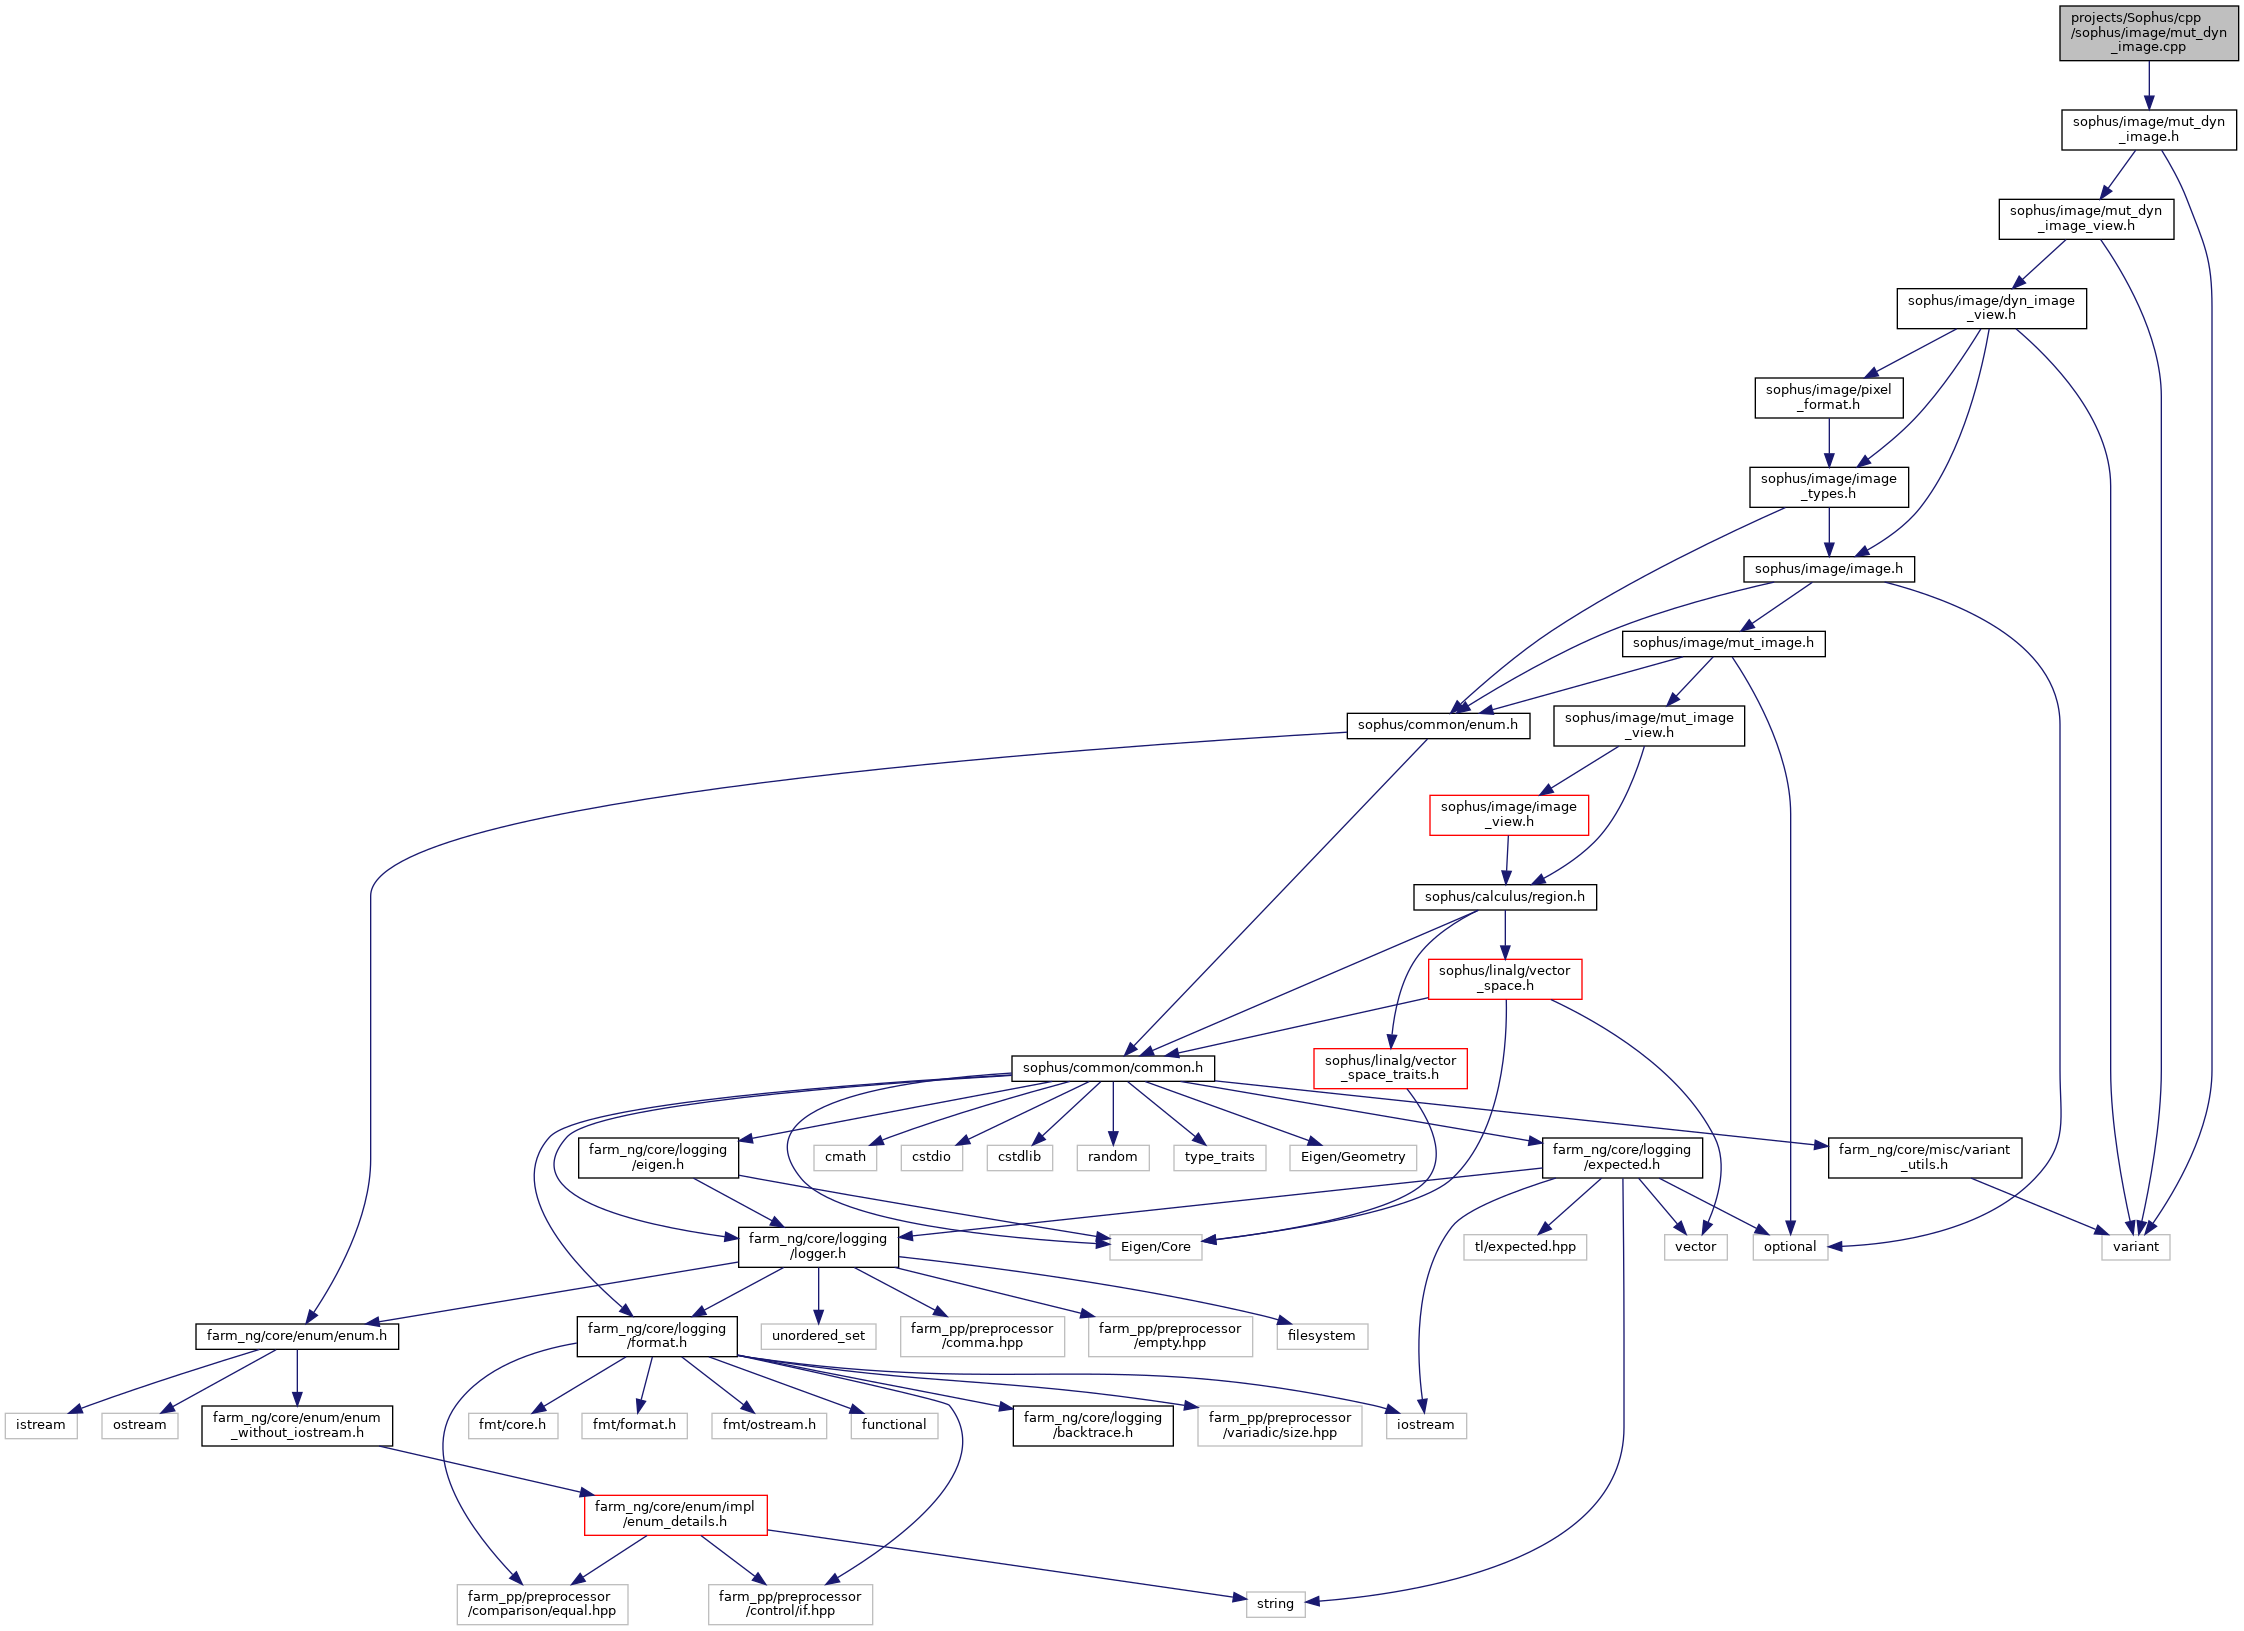 projects/Sophus/cpp
/sophus/image/mut_dyn
_image.cpp
sophus/image/mut_dyn
_image.h
sophus/image/mut_dyn
_image_view.h
sophus/image/dyn_image
_view.h
sophus/image/pixel
_format.h
sophus/image/image
_types.h
sophus/image/image.h
sophus/image/mut_image.h
sophus/common/enum.h
sophus/image/mut_image
_view.h
sophus/image/image
_view.h
sophus/calculus/region.h
sophus/linalg/vector
_space.h
sophus/common/common.h
sophus/linalg/vector
_space_traits.h
farm_ng/core/logging
/eigen.h
cmath
cstdio
cstdlib
random
type_traits
Eigen/Geometry
farm_ng/core/logging
/expected.h
farm_ng/core/misc/variant
_utils.h
farm_ng/core/logging
/logger.h
Eigen/Core
tl/expected.hpp
vector
optional
variant
farm_ng/core/enum/enum.h
farm_ng/core/logging
/format.h
unordered_set
farm_pp/preprocessor
/comma.hpp
farm_pp/preprocessor
/empty.hpp
filesystem
istream
ostream
farm_ng/core/enum/enum
_without_iostream.h
fmt/core.h
fmt/format.h
fmt/ostream.h
functional
farm_ng/core/logging
/backtrace.h
farm_pp/preprocessor
/variadic/size.hpp
iostream
farm_ng/core/enum/impl
/enum_details.h
farm_pp/preprocessor
/comparison/equal.hpp
farm_pp/preprocessor
/control/if.hpp
string